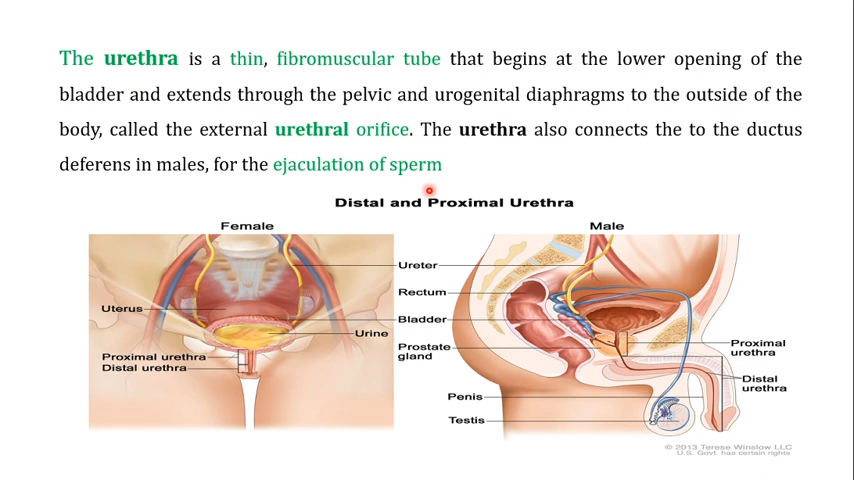 The urethra is a thin, fibromuscular tube that begins at the lower opening of the
bladder and extends through the pelvic and urogenital diaphragms to the outside of the
body, called the external urethral orifice. The urethra also connects the to the ductus
deferens in males, for the ejaculation of sperm
Distal and Proximal Urethra
Female
Male
Ureter
Rectum
Uterus
Bladder
Urine
Prostate
gland
Proximal urethra
Distal urethra
Proximal
urethra
Distal
urethra
Penis
Testis
© 2013 Terese Winslow LLC
U.S. Govt. has certain rights